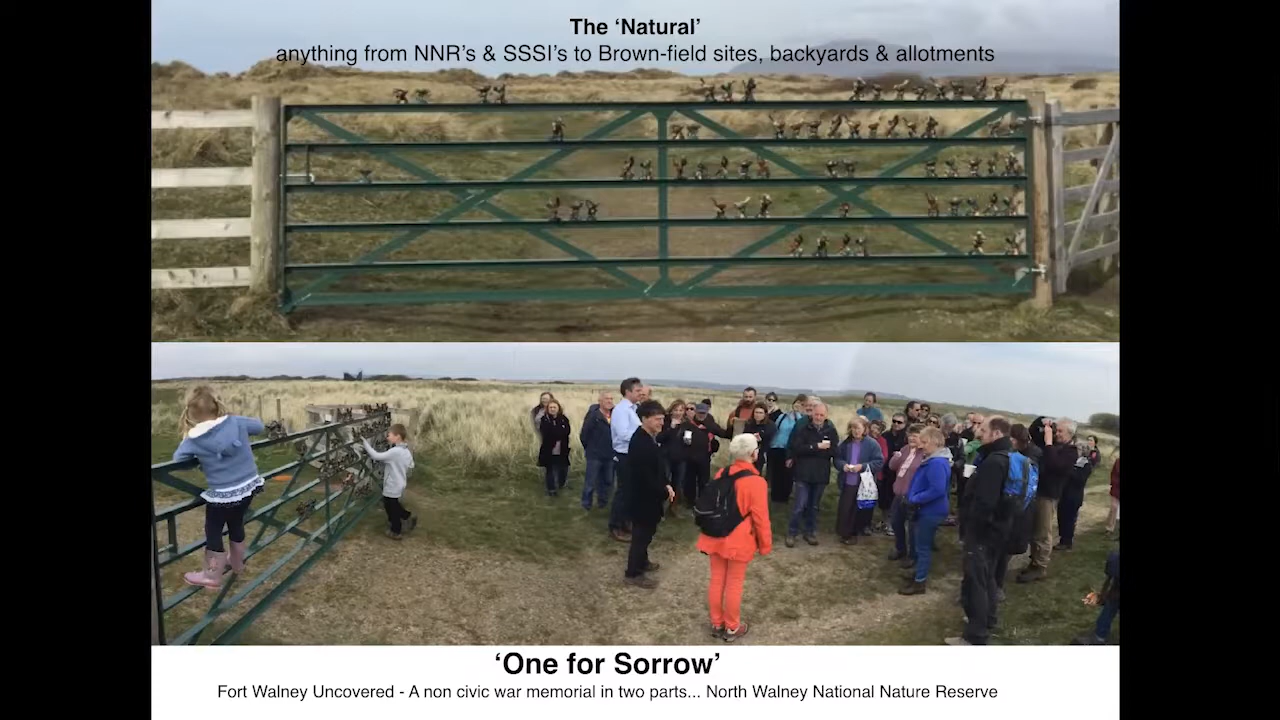 The ‘Natural’
anything from NNR’s & SSSI’s to Brown-field sites, backyards & allotments
‘One for Sorrow’
Fort Walney Uncovered - A non civic war memorial in two parts... North Walney National Nature Reserve